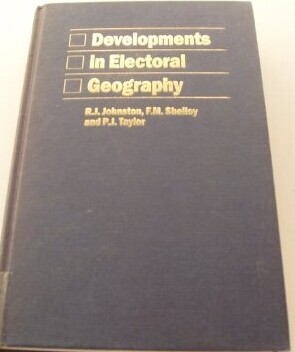 Developments
in Electoral
Geography
R.J. Johnston, F.M. Shelley
and P.J. Taylor